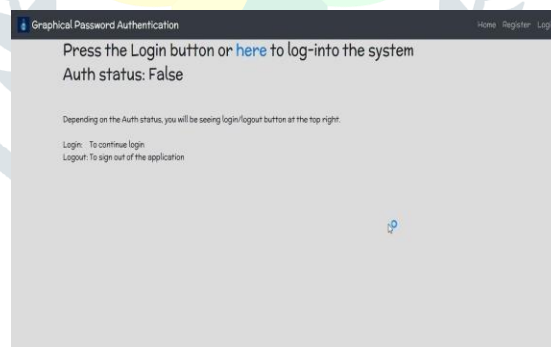 Graphical Password Authentication
Home Register Login
Press the Login button or here to log-into the system
Auth status: False
Depending on the Auth status, you will be seeing login/logout button at the top right.
Login: To continue login
Logout: To sign out of the application